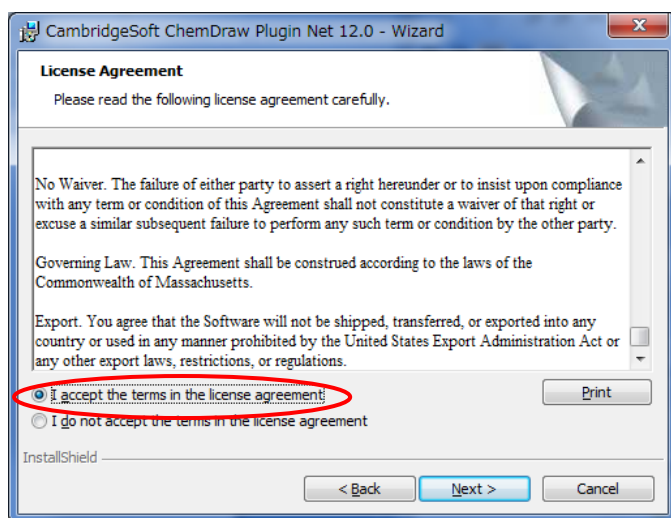 CambridgeSoft ChemDraw Plugin Net 12.0 - Wizard
License Agreement
Please read the following license agreement carefully.
No Waiver. The failure of either party to assert a right hereunder or to insist upon compliance
with any term or condition of this Agreement shall not constitute a waiver of that right or
excuse a similar subsequent failure to perform any such term or condition by the other party.
Governing Law. This Agreement shall be construed according to the laws of the
Commonwealth of Massachusetts.
Export. You agree that the Software will not be shipped, transferred, or exported into any
country or used in any manner prohibited by the United States Export Administration Act or
any other export laws, restrictions, or regulations.
I accept the terms in the license agreement
Print
I do not accept the terms in the license agreement
InstallShield
< Back
Next >
Cancel